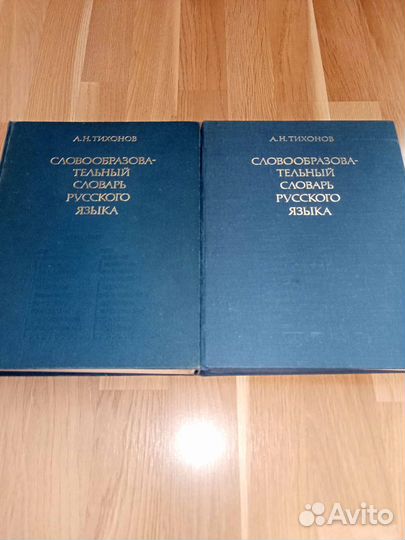 А.Н.ТИХОНОВ
СЛОВООБРАЗОВА-
ТЕЛЬНЫЙ
СЛОВАРЬ
РУССКОГО
ЯЗЫКА
А.Н.ТИХОНОВ
СЛОВООБРАЗОВА-
ТЕЛЬНЫЙ
СЛОВАРЬ
РУССКОГО
ЯЗЫКА
Avito